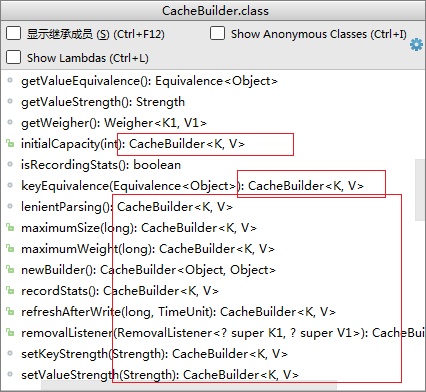 CacheBuilder.class
显示继承成员 (S) (Ctrl+F12)
Show Anonymous Classes (Ctrl+I)
Show Lambdas (Ctrl+L)
getValueEquivalence(): Equivalence<Object>
getValueStrength(): Strength
getWeigher(): Weigher<K1, V1>
initialCapacity(int): CacheBuilder<K, V>
isRecordingStats(): boolean
keyEquivalence(Equivalence<Object>): CacheBuilder<K, V>
lenientParsing(): CacheBuilder<K, V>
maximumSize(long): CacheBuilder<K, V>
maximumWeight(long): CacheBuilder<K, V>
newBuilder(): CacheBuilder<Object, Object>
recordStats(): CacheBuilder<K, V>
refreshAfterWrite(long, TimeUnit): CacheBuilder<K, V>
removalListener(RemovalListener<? super K1, ? super V1>): CacheBuil
setKeyStrength(Strength): CacheBuilder<K, V>
setValueStrength(Strength): CacheBuilder<K, V>